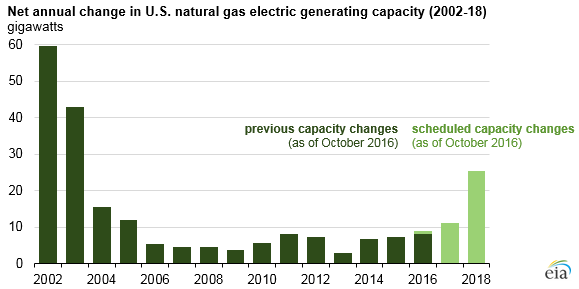 Net annual change in U.S. natural gas electric generating capacity (2002-18)
gigawatts
60
50
40
30
20
10
0
previous capacity changes
(as of October 2016)
scheduled capacity changes
(as of October 2016)
2002 2004 2006 2008 2010 2012 2014 2016 2018
eia